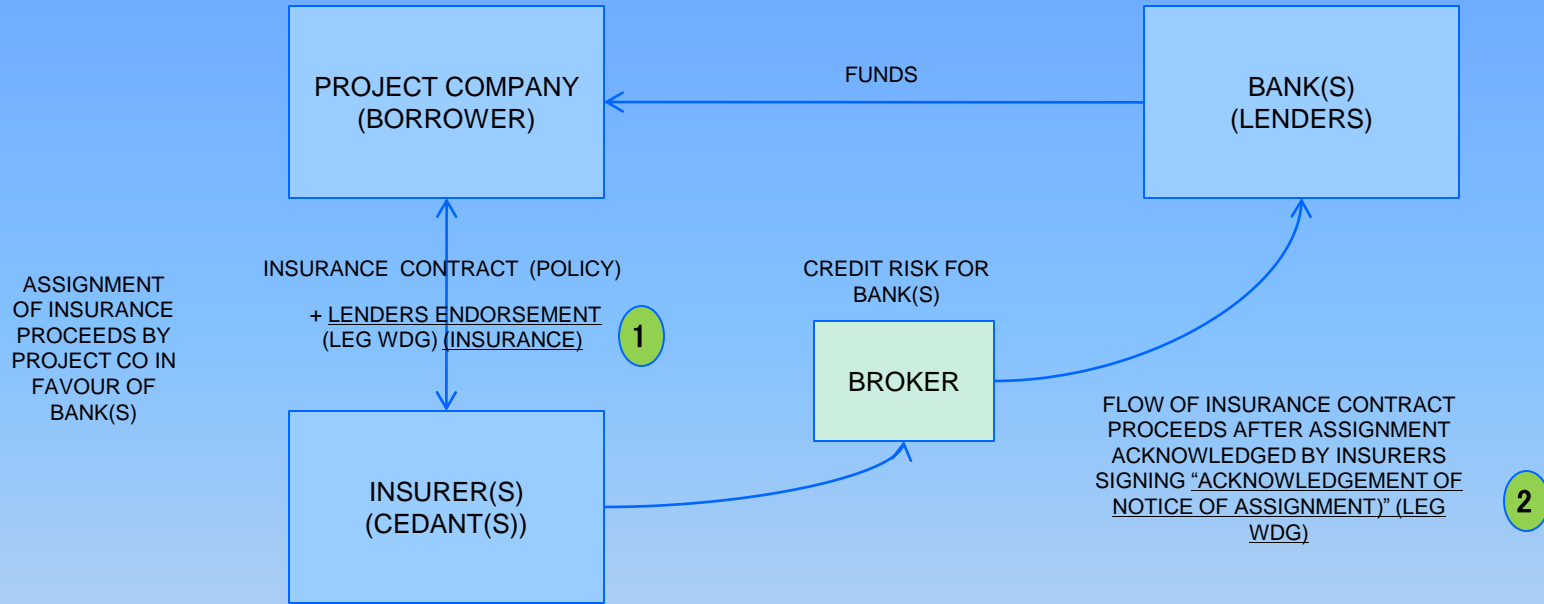 PROJECT COMPANY
(BORROWER)
FUNDS
BANK(S)
(LENDERS)
ASSIGNMENT
OF INSURANCE
PROCEEDS BY
PROJECT CO IN
FAVOUR OF
BANK(S)
INSURANCE CONTRACT (POLICY)
+ LENDERS ENDORSEMENT
(LEG WDG) (INSURANCE)
1
CREDIT RISK FOR
BANK(S)
BROKER
INSURER(S)
(CEDANT(S))
FLOW OF INSURANCE CONTRACT
PROCEEDS AFTER ASSIGNMENT
ACKNOWLEDGED BY INSURERS
SIGNING “ACKNOWLEDGEMENT OF
NOTICE OF ASSIGNMENT)” (LEG
WDG)
2